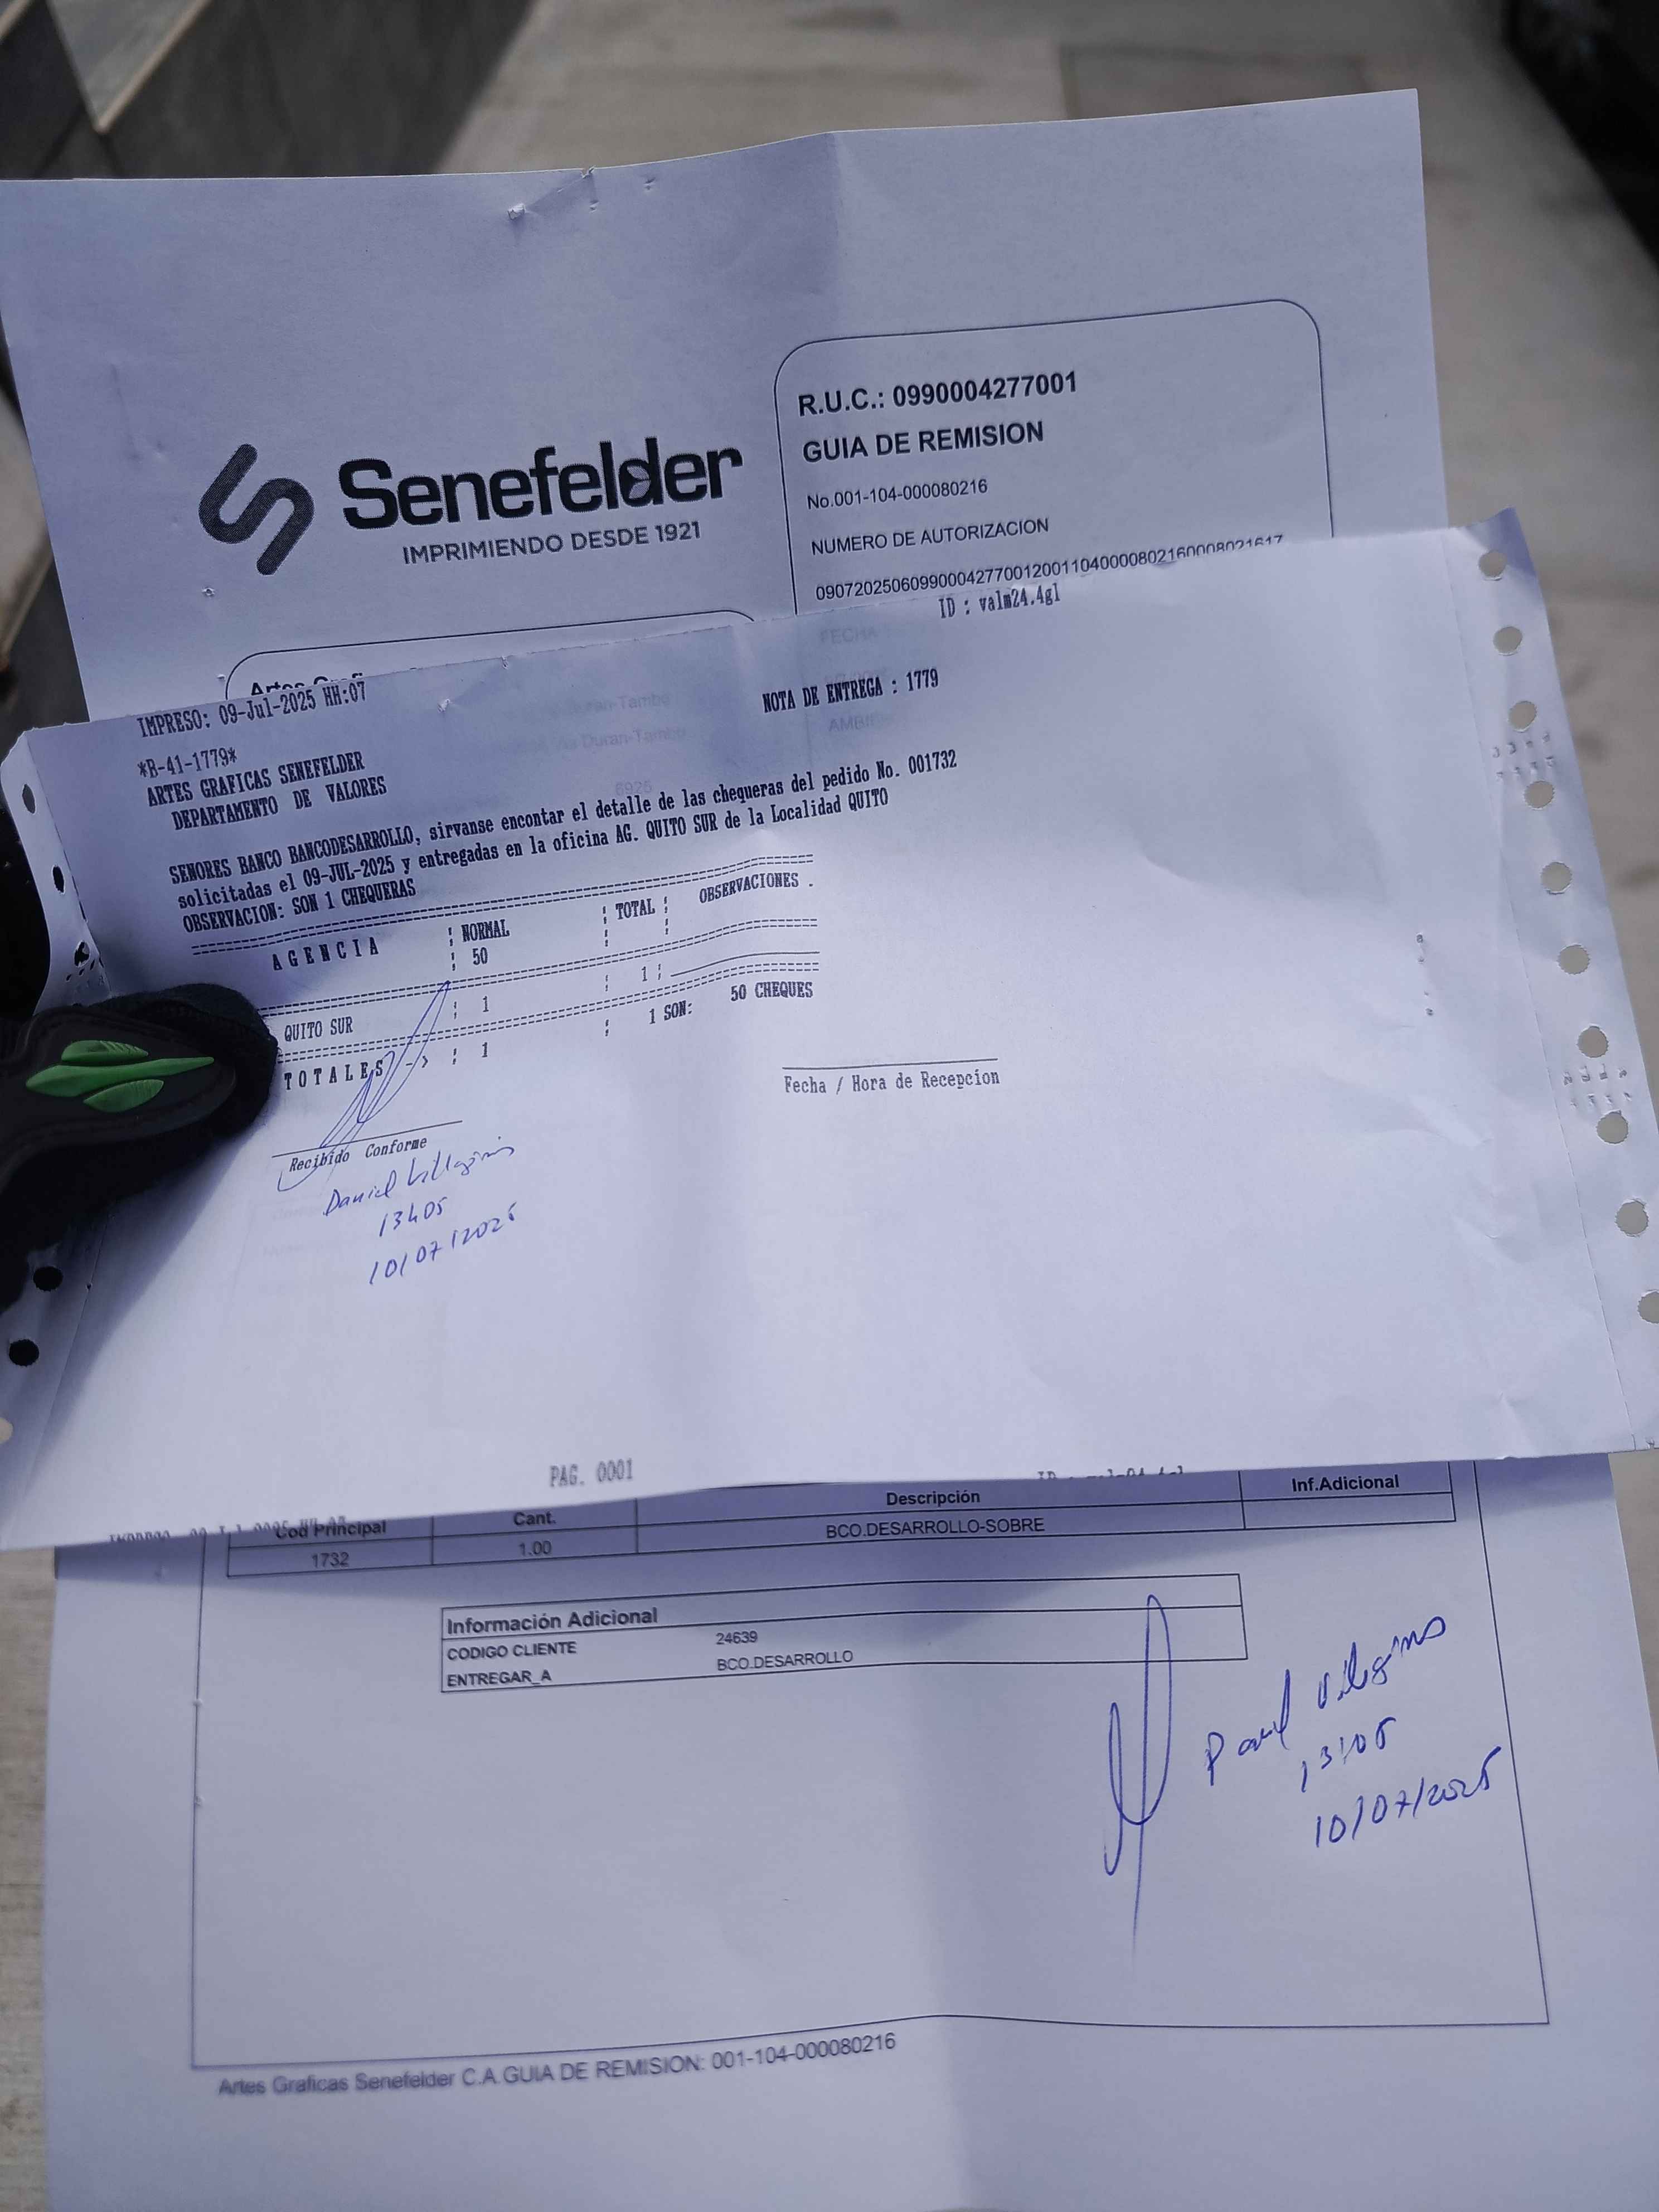 Senefelder
IMPRIMIENDO DESDE 1921
R.U.C.: 0990004277001
GUIA DE REMISION
No.001-104-000080216
NUMERO DE AUTORIZACION
0907202506099000427700120011040000802160008021617
ID : valm24.4gl
IMPRESO: 09-Jul-2025 HH:07
NOTA DE ENTREGA : 1779
*B-41-1779*
ARTES GRAFICAS SENEFELDER
DEPARTAMENTO DE VALORES
SENORES BANCO BANCODESARROLLO, sirvanse encontar el detalle de las chequeras del pedido No. 001732
solicitadas el 09-JUL-2025 y entregadas en la oficina AG. QUITO SUR de la Localidad QUITO
OBSERVACION: SON 1 CHEQUERAS
A G E N C I A | NORMAL | TOTAL | OBSERVACIONES .
| 50
QUITO SUR | 1 | 1 |
T O T A L E S -> | 1 | 1 SON: 50 CHEQUES
Recibido Conforme
Fecha / Hora de Recepcion
Daniel
13h05
10/07/2025
PAG. 0001
Cod Principal Cant. Descripción Inf.Adicional
1732 1.00 BCO.DESARROLLO-SOBRE
Información Adicional
CODIGO CLIENTE 24639
ENTREGAR_A BCO.DESARROLLO
13h05
10/07/2025
Artes Graficas Senefelder C.A.GUIA DE REMISION: 001-104-000080216